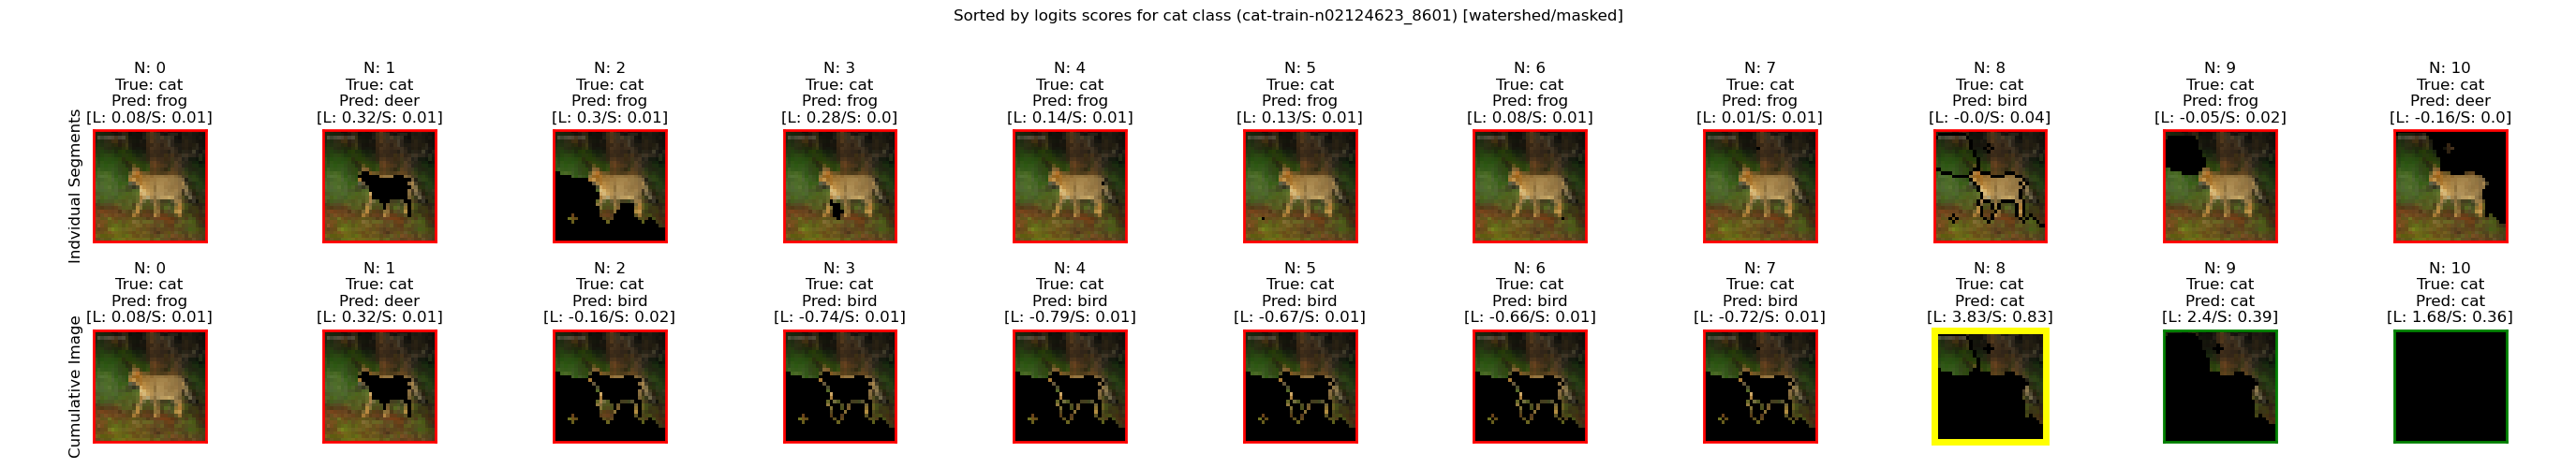 Sorted by logits scores for cat class (cat-train-n02124623_8601) [watershed/masked]
Indvidual Segments
N: 0
True: cat
Pred: frog
[L: 0.08/S: 0.01]
N: 1
True: cat
Pred: deer
[L: 0.32/S: 0.01]
N: 2
True: cat
Pred: frog
[L: 0.3/S: 0.01]
N: 3
True: cat
Pred: frog
[L: 0.28/S: 0.0]
N: 4
True: cat
Pred: frog
[L: 0.14/S: 0.01]
N: 5
True: cat
Pred: frog
[L: 0.13/S: 0.01]
N: 6
True: cat
Pred: frog
[L: 0.08/S: 0.01]
N: 7
True: cat
Pred: frog
[L: 0.01/S: 0.01]
N: 8
True: cat
Pred: bird
[L: -0.0/S: 0.04]
N: 9
True: cat
Pred: frog
[L: -0.05/S: 0.02]
N: 10
True: cat
Pred: deer
[L: -0.16/S: 0.0]
Cumulative Image
N: 0
True: cat
Pred: frog
[L: 0.08/S: 0.01]
N: 1
True: cat
Pred: deer
[L: 0.32/S: 0.01]
N: 2
True: cat
Pred: bird
[L: -0.16/S: 0.02]
N: 3
True: cat
Pred: bird
[L: -0.74/S: 0.01]
N: 4
True: cat
Pred: bird
[L: -0.79/S: 0.01]
N: 5
True: cat
Pred: bird
[L: -0.67/S: 0.01]
N: 6
True: cat
Pred: bird
[L: -0.66/S: 0.01]
N: 7
True: cat
Pred: bird
[L: -0.72/S: 0.01]
N: 8
True: cat
Pred: cat
[L: 3.83/S: 0.83]
N: 9
True: cat
Pred: cat
[L: 2.4/S: 0.39]
N: 10
True: cat
Pred: cat
[L: 1.68/S: 0.36]